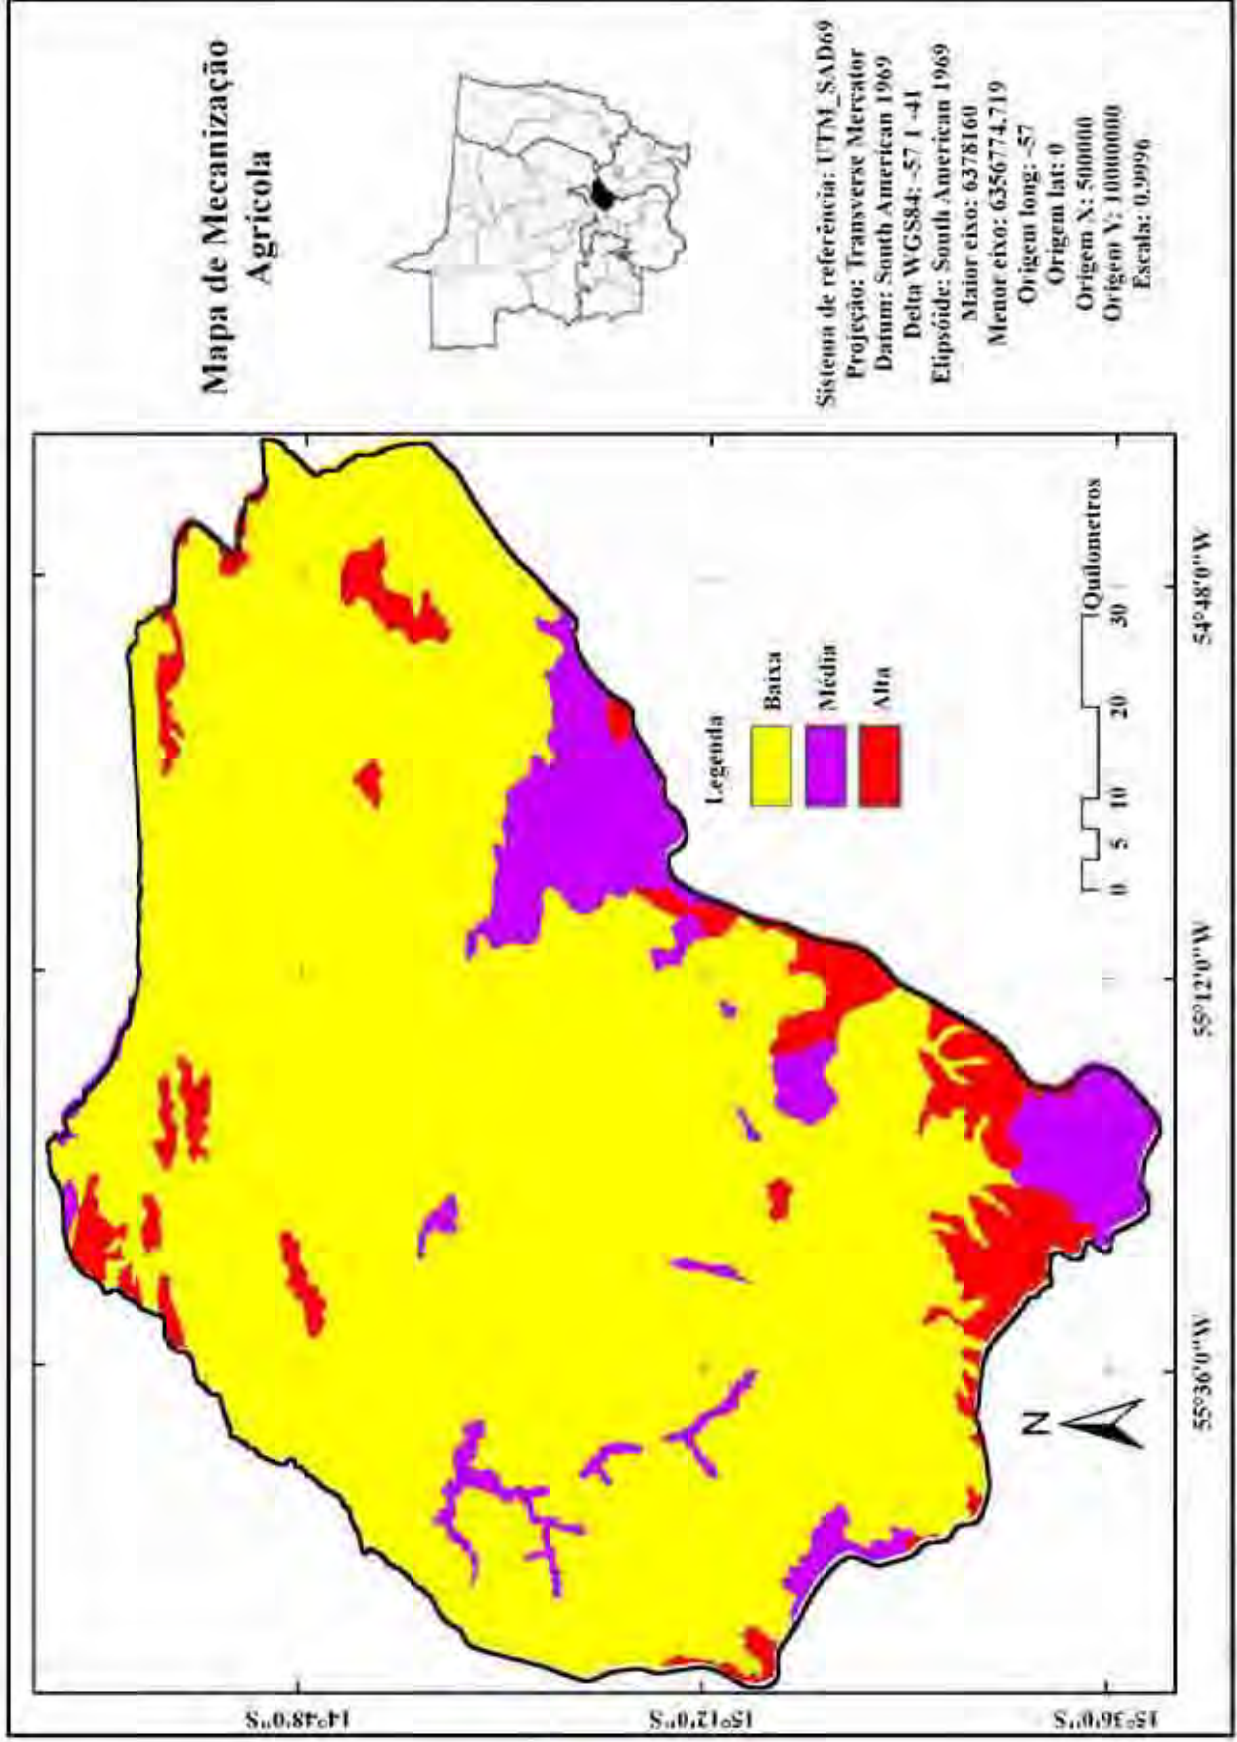 Mapa de Mecanização
Agrícola
Sistema de referência: UTM_SAD69
Projeção: Transverse Mercator
Datum: South American 1969
Delta WGS84: -57 1 -41
Elipsóide: South American 1969
Maior eixo: 6378160
Menor eixo: 6356774.719
Origem long: -57
Origem lat: 0
Origem X: 500000
Origem Y: 10000000
Escala: 0.9996
Legenda
Baixa
Média
Alta
0 5 10 20 30
Quilometros
N
14°48'0"S
15°12'0"S
15°36'0"S
55°36'0"W
55°12'0"W
54°48'0"W